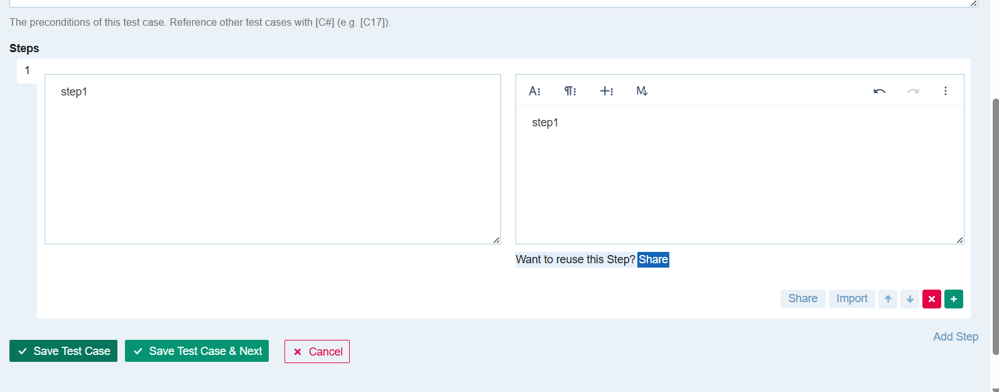 The preconditions of this test case. Reference other test cases with [C#] (e.g. [C17]).
Steps
1
step1
step1
Want to reuse this Step? Share
Share Import
Add Step
Save Test Case Save Test Case & Next Cancel